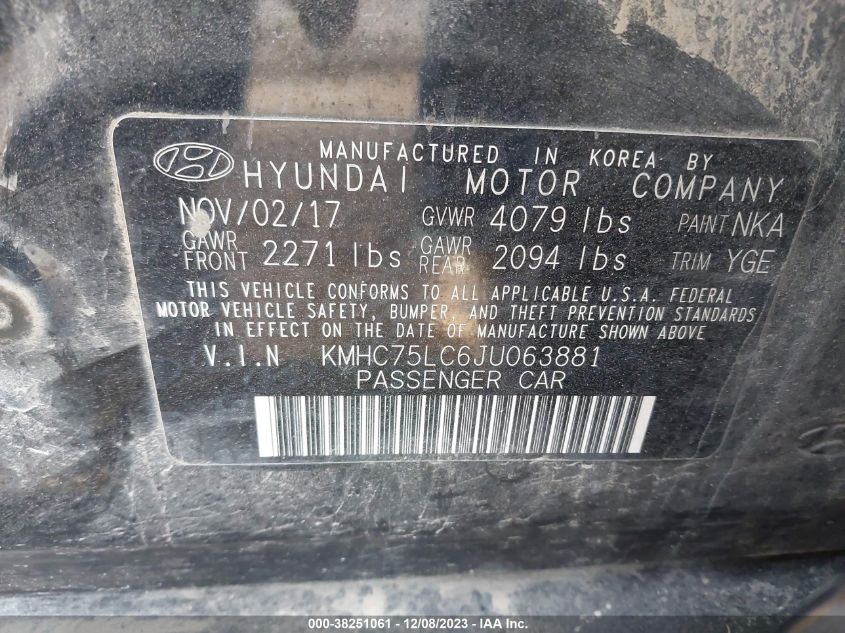 MANUFACTURED IN KOREA BY
HYUNDAI MOTOR COMPANY
NOV/02/17 GVWR 4079 lbs PAINT NKA
GAWR FRONT 2271 lbs GAWR REAR 2094 lbs TRIM YGE
THIS VEHICLE CONFORMS TO ALL APPLICABLE U.S.A. FEDERAL
MOTOR VEHICLE SAFETY, BUMPER, AND THEFT PREVENTION STANDARDS
IN EFFECT ON THE DATE OF MANUFACTURE SHOWN ABOVE
V.I.N KMHC75LC6JU063881
PASSENGER CAR
000-38251061 - 12/08/2023 - IAA Inc.